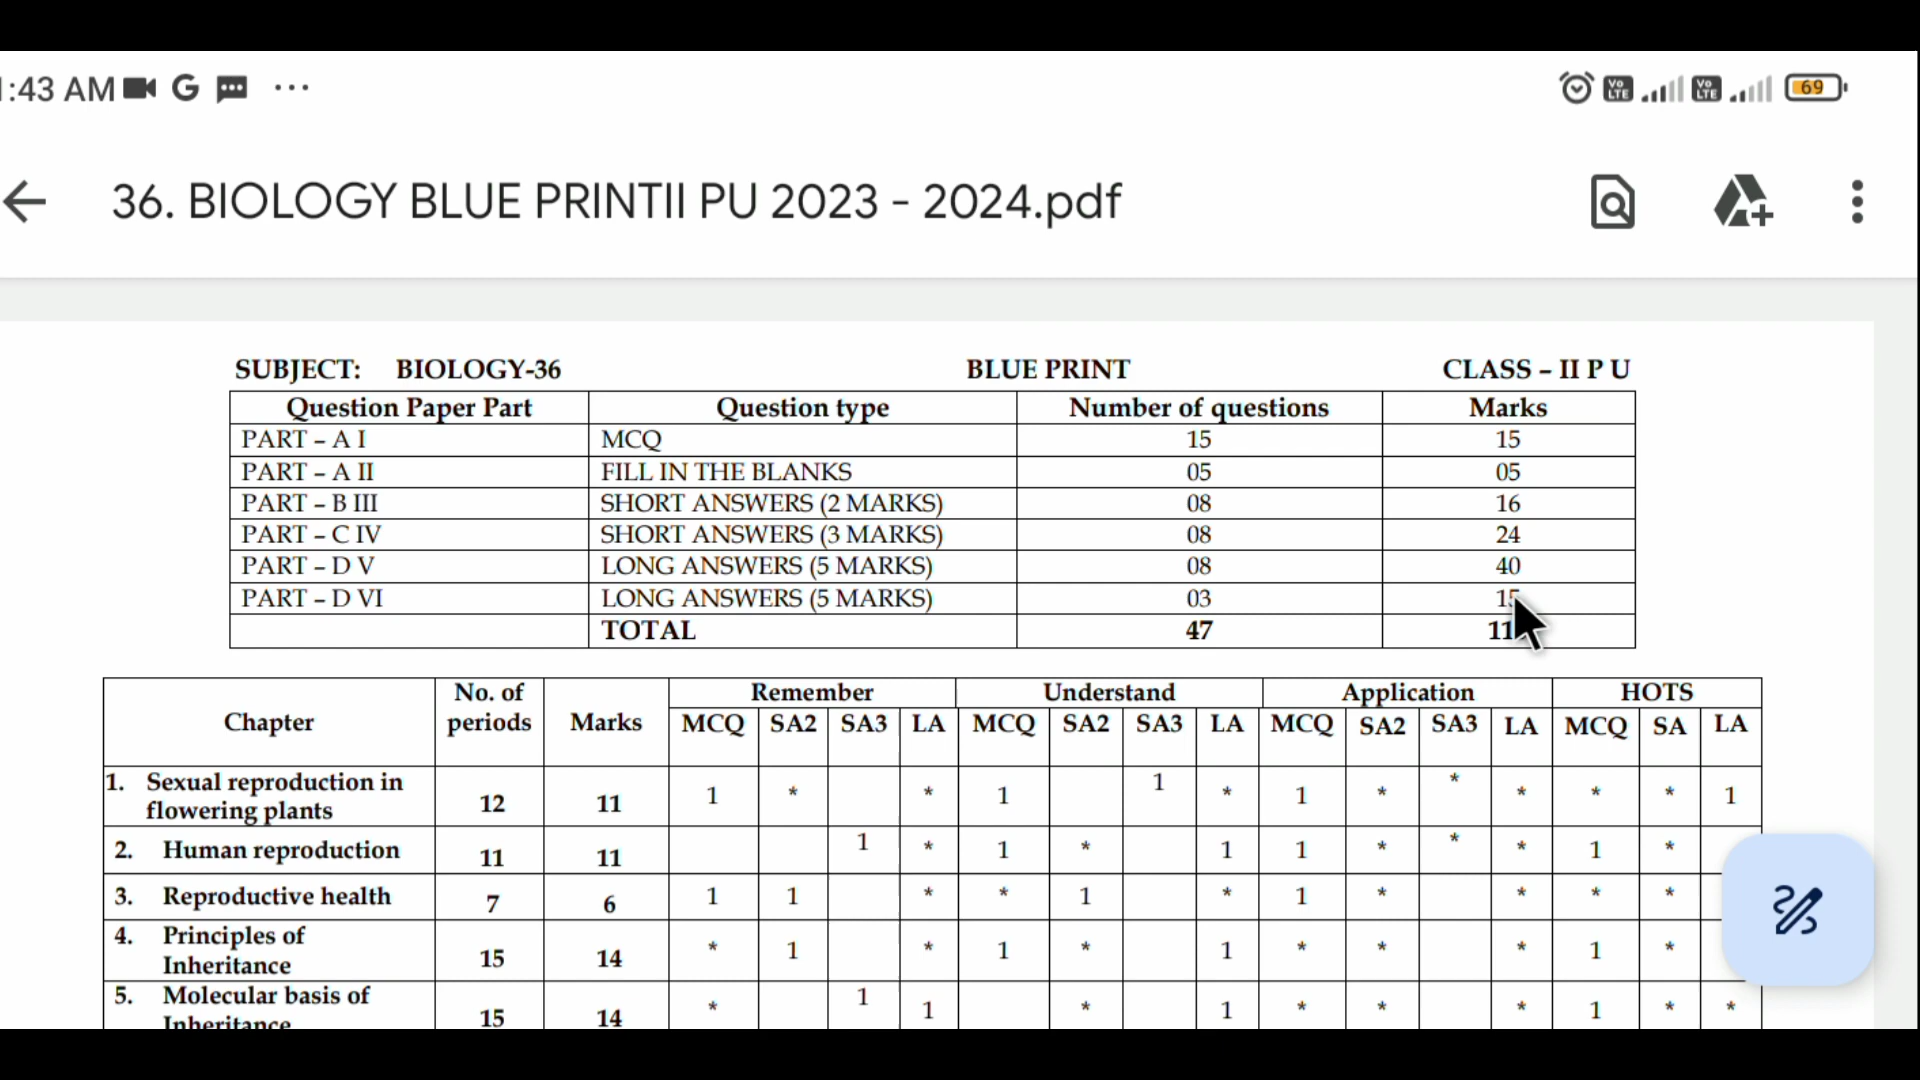 :43 AM G ...
Vo LTE Vo LTE 69
36. BIOLOGY BLUE PRINTII PU 2023 - 2024.pdf
SUBJECT: BIOLOGY-36 BLUE PRINT CLASS – II P U
Question Paper Part Question type Number of questions Marks
PART – A I MCQ 15 15
PART – A II FILL IN THE BLANKS 05 05
PART – B III SHORT ANSWERS (2 MARKS) 08 16
PART – C IV SHORT ANSWERS (3 MARKS) 08 24
PART – D V LONG ANSWERS (5 MARKS) 08 40
PART – D VI LONG ANSWERS (5 MARKS) 03 15
TOTAL 47
Chapter No. of periods Marks Remember Understand Application HOTS
MCQ SA2 SA3 LA MCQ SA2 SA3 LA MCQ SA2 SA3 LA MCQ SA LA
1. Sexual reproduction in flowering plants 12 11 1 * * 1 1 * 1 * * * * * 1
2. Human reproduction 11 11 1 * 1 * 1 1 * * * 1 *
3. Reproductive health 7 6 1 1 * * 1 * 1 * * * *
4. Principles of Inheritance 15 14 * 1 * 1 * 1 * * * 1 *
5. Molecular basis of Inheritance 15 14 * 1 1 * 1 * * * 1 * *